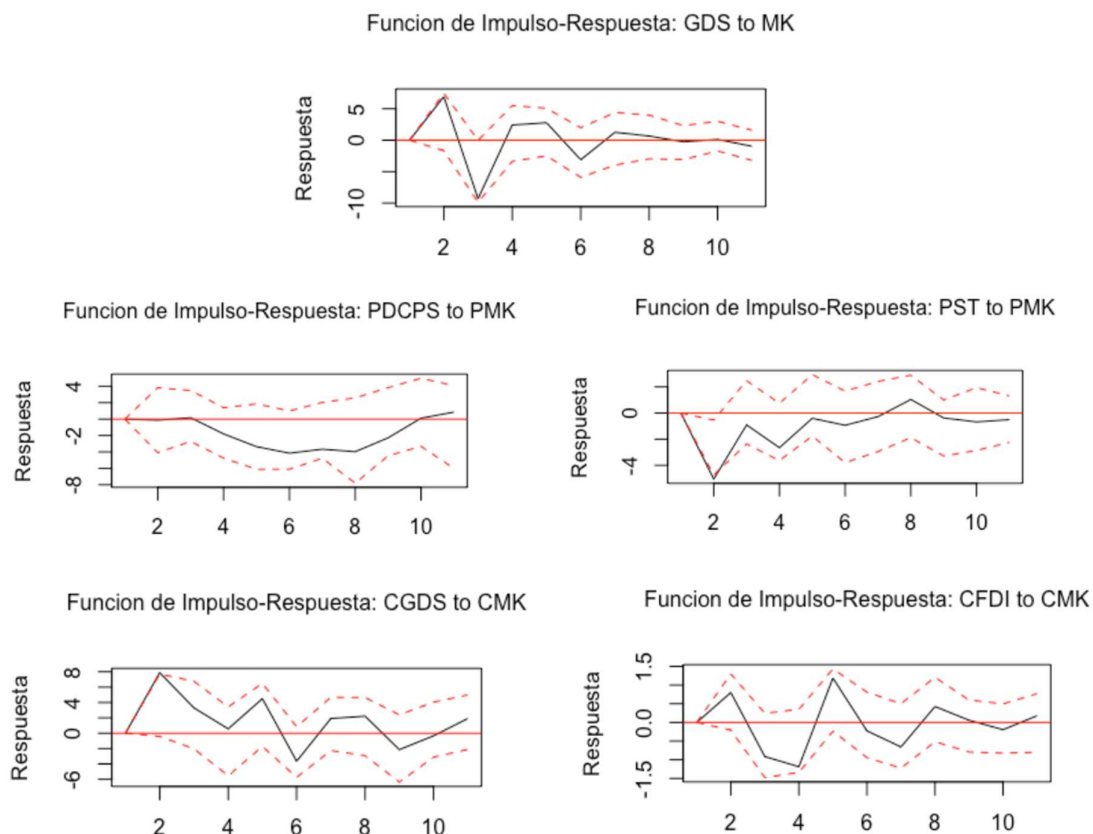 Funcion de Impulso-Respuesta: GDS to MK
Respuesta
5
0
-10
2 4 6 8 10
Funcion de Impulso-Respuesta: PDCPS to PMK
Respuesta
4
-2
-8
2 4 6 8 10
Funcion de Impulso-Respuesta: PST to PMK
Respuesta
0
-4
2 4 6 8 10
Funcion de Impulso-Respuesta: CGDS to CMK
Respuesta
8
4
0
-6
2 4 6 8 10
Funcion de Impulso-Respuesta: CFDI to CMK
Respuesta
1.5
0.0
-1.5
2 4 6 8 10